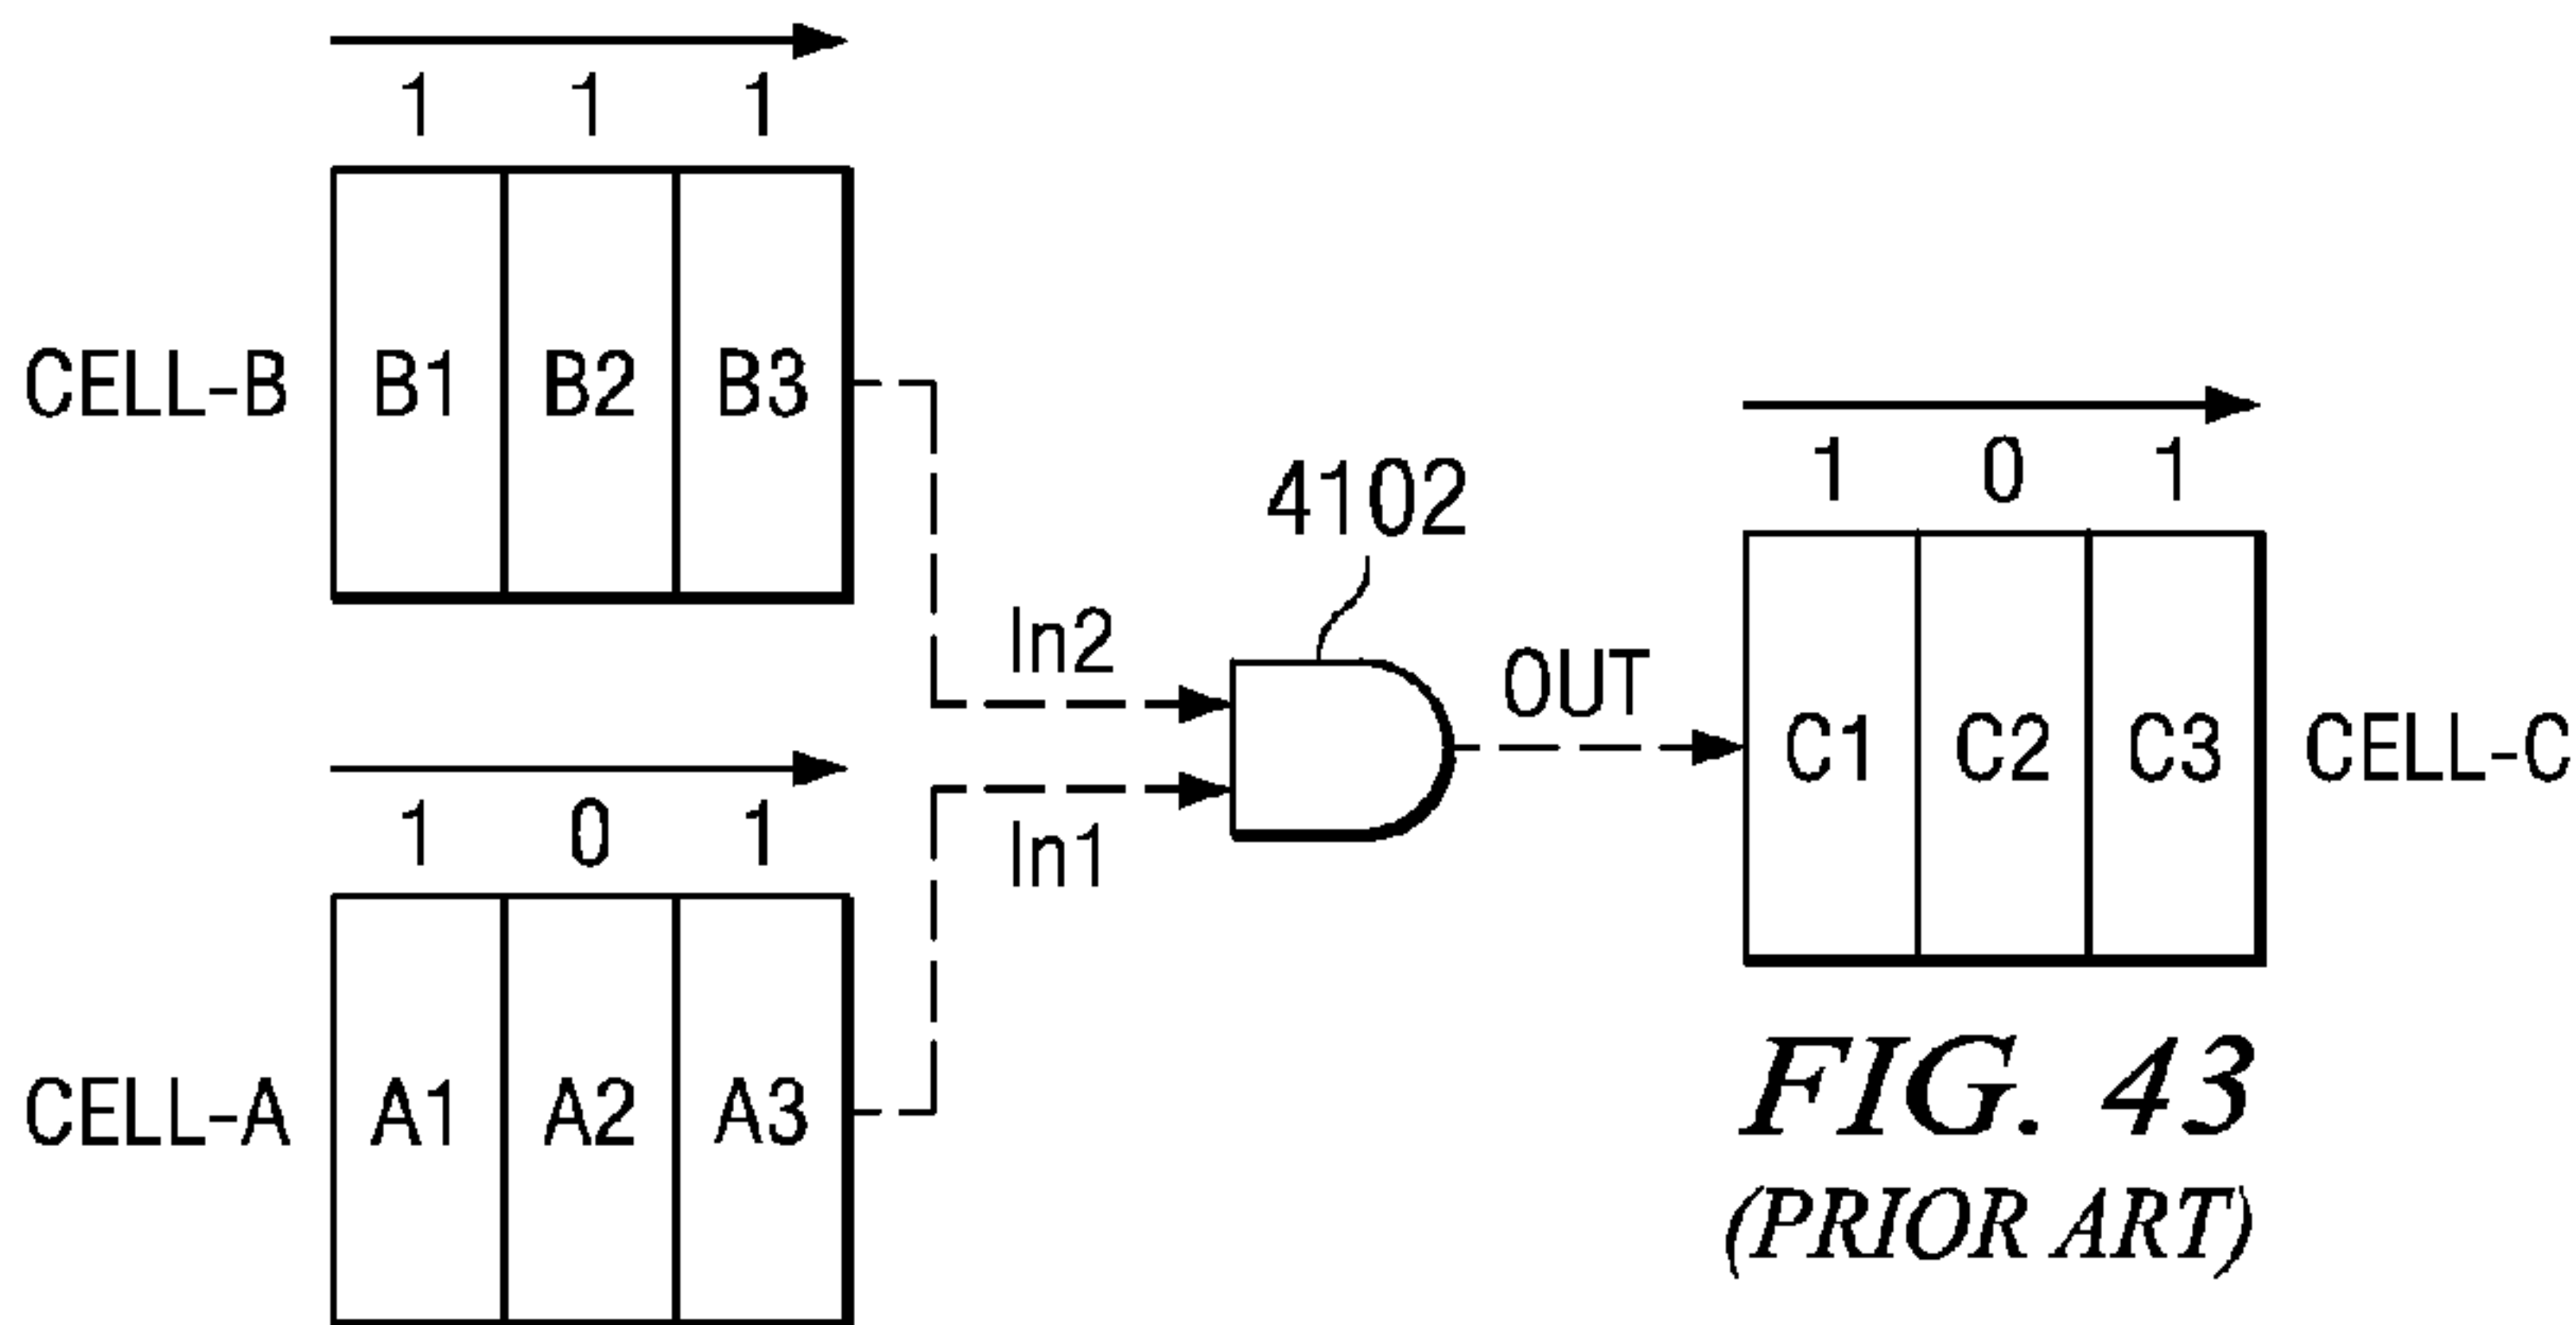 1 1 1
CELL-B B1 B2 B3
1 0 1
4102
In2
OUT
C1 C2 C3 CELL-C
1 0 1
In1
CELL-A A1 A2 A3
FIG. 43
(PRIOR ART)